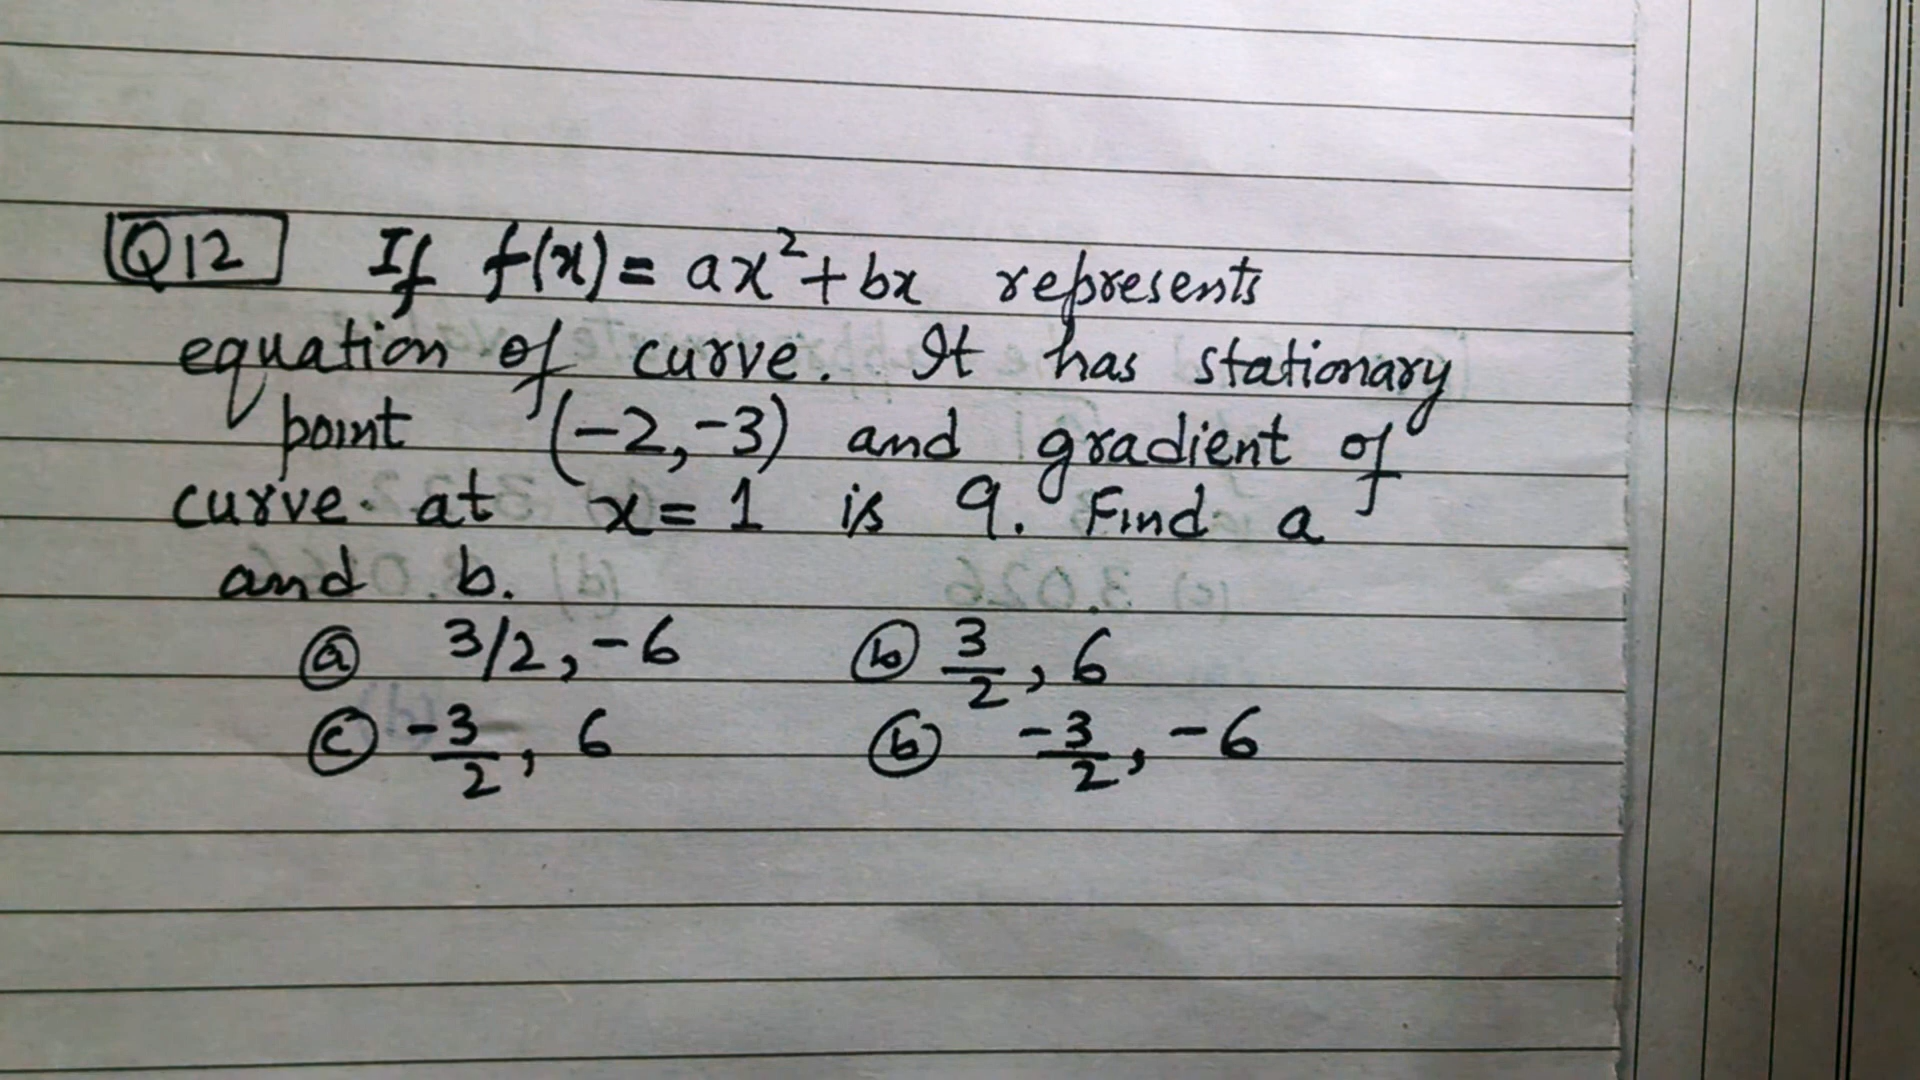 Q12 If f(x) = ax² + bx represents
equation of curve. It has stationary
point (-2,-3) and gradient of
curve at x = 1 is 9. Find a
and b.
(a) 3/2, -6 (b) 3/2, 6
(c) -3/2, 6 (b) -3/2, -6